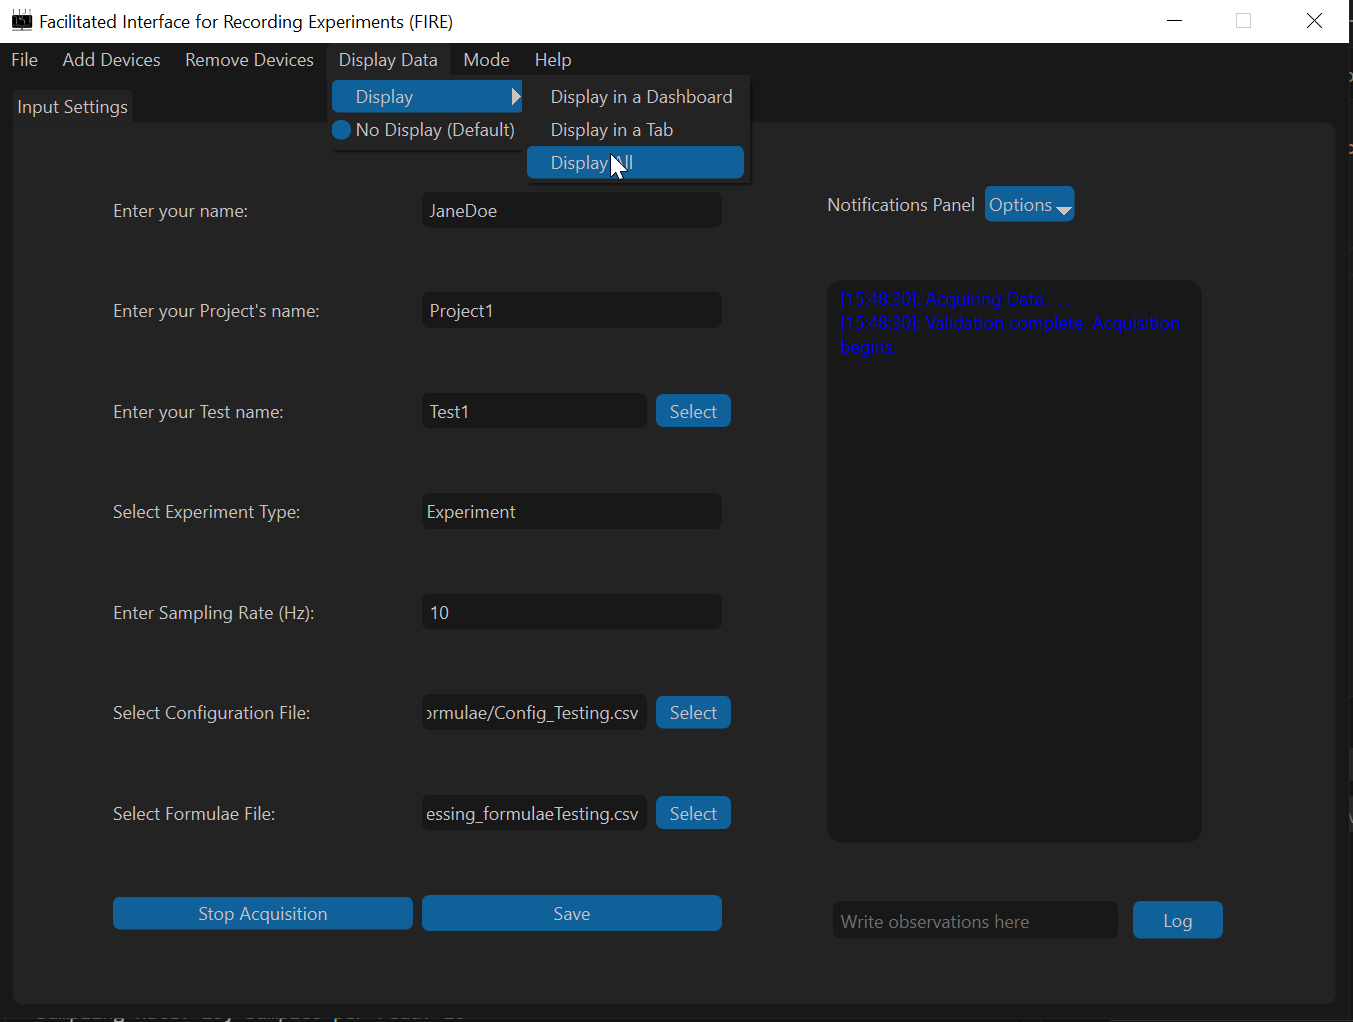 Facilitated Interface for Recording Experiments (FIRE)
File Add Devices Remove Devices Display Data Mode Help
Display
No Display (Default)
Display in a Dashboard
Display in a Tab
Display All
Input Settings
Enter your name: JaneDoe
Enter your Project's name: Project1
Enter your Test name: Test1 Select
Select Experiment Type: Experiment
Enter Sampling Rate (Hz): 10
Select Configuration File: ormulae/Config_Testing.csv Select
Select Formulae File: essing_formulaeTesting.csv Select
Stop Acquisition Save
Notifications Panel Options
[15:48:30]: Acquiring Data . . .
[15:48:30]: Validation complete. Acquisition
begins.
Write observations here Log